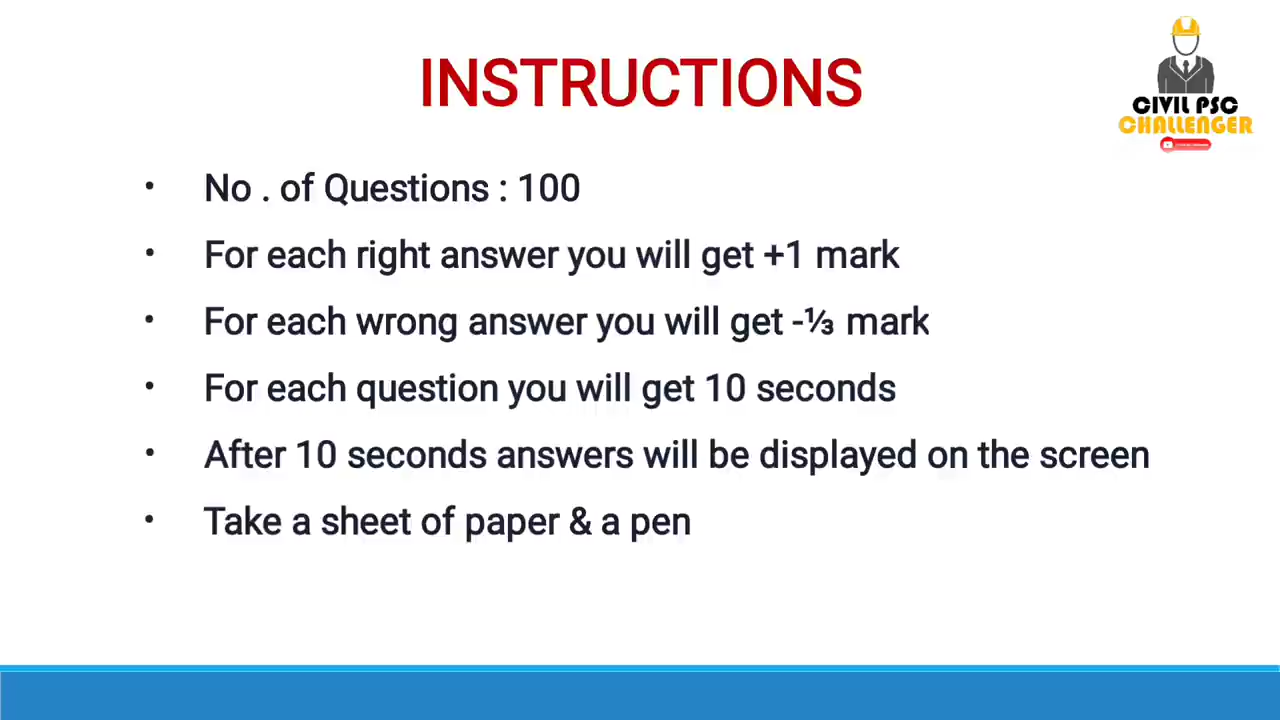 INSTRUCTIONS
CIVIL PSC
CHALLENGER
• No . of Questions : 100
• For each right answer you will get +1 mark
• For each wrong answer you will get -⅓ mark
• For each question you will get 10 seconds
• After 10 seconds answers will be displayed on the screen
• Take a sheet of paper & a pen